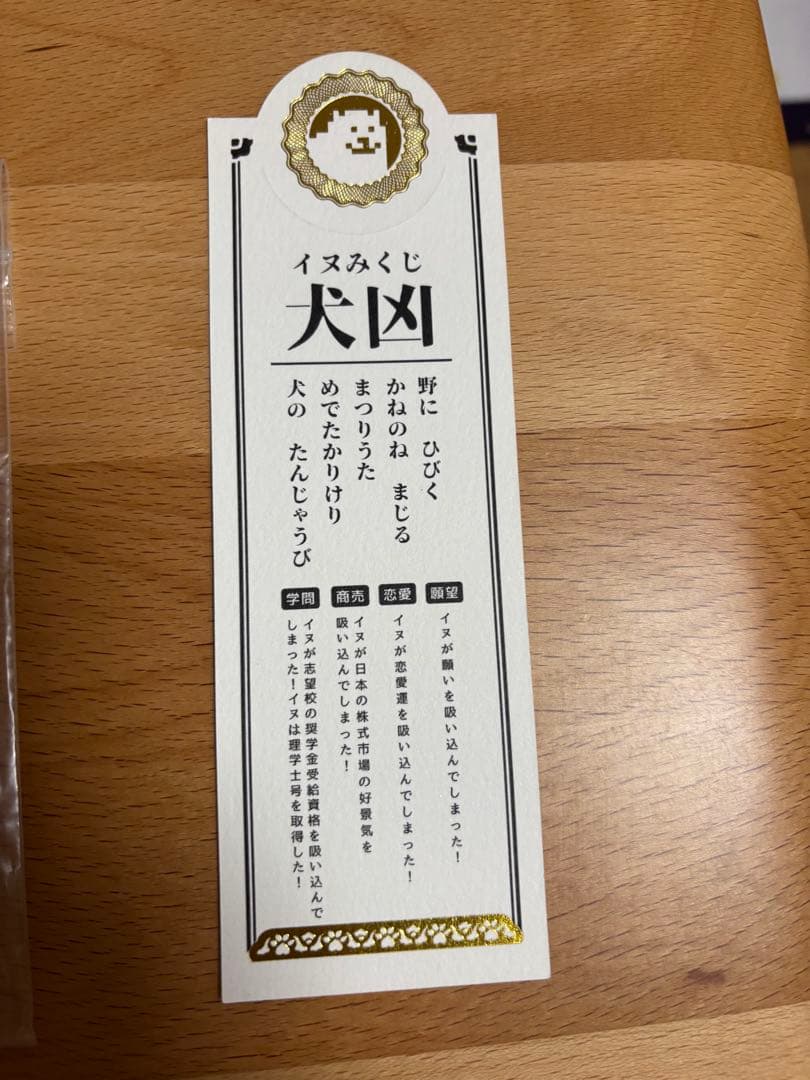 イヌみくじ
犬凶
野に　ひびく
かねのね　まじる
まつりうた
めでたかりけり
犬の　たんじゃうび
願望
イヌが願いを吸い込んでしまった！
恋愛
イヌが恋愛運を吸い込んでしまった！
商売
イヌが日本の株式市場の好景気を
吸い込んでしまった！
学問
イヌが志望校の奨学金受給資格を吸い込んで
しまった！イヌは理学士号を取得した！